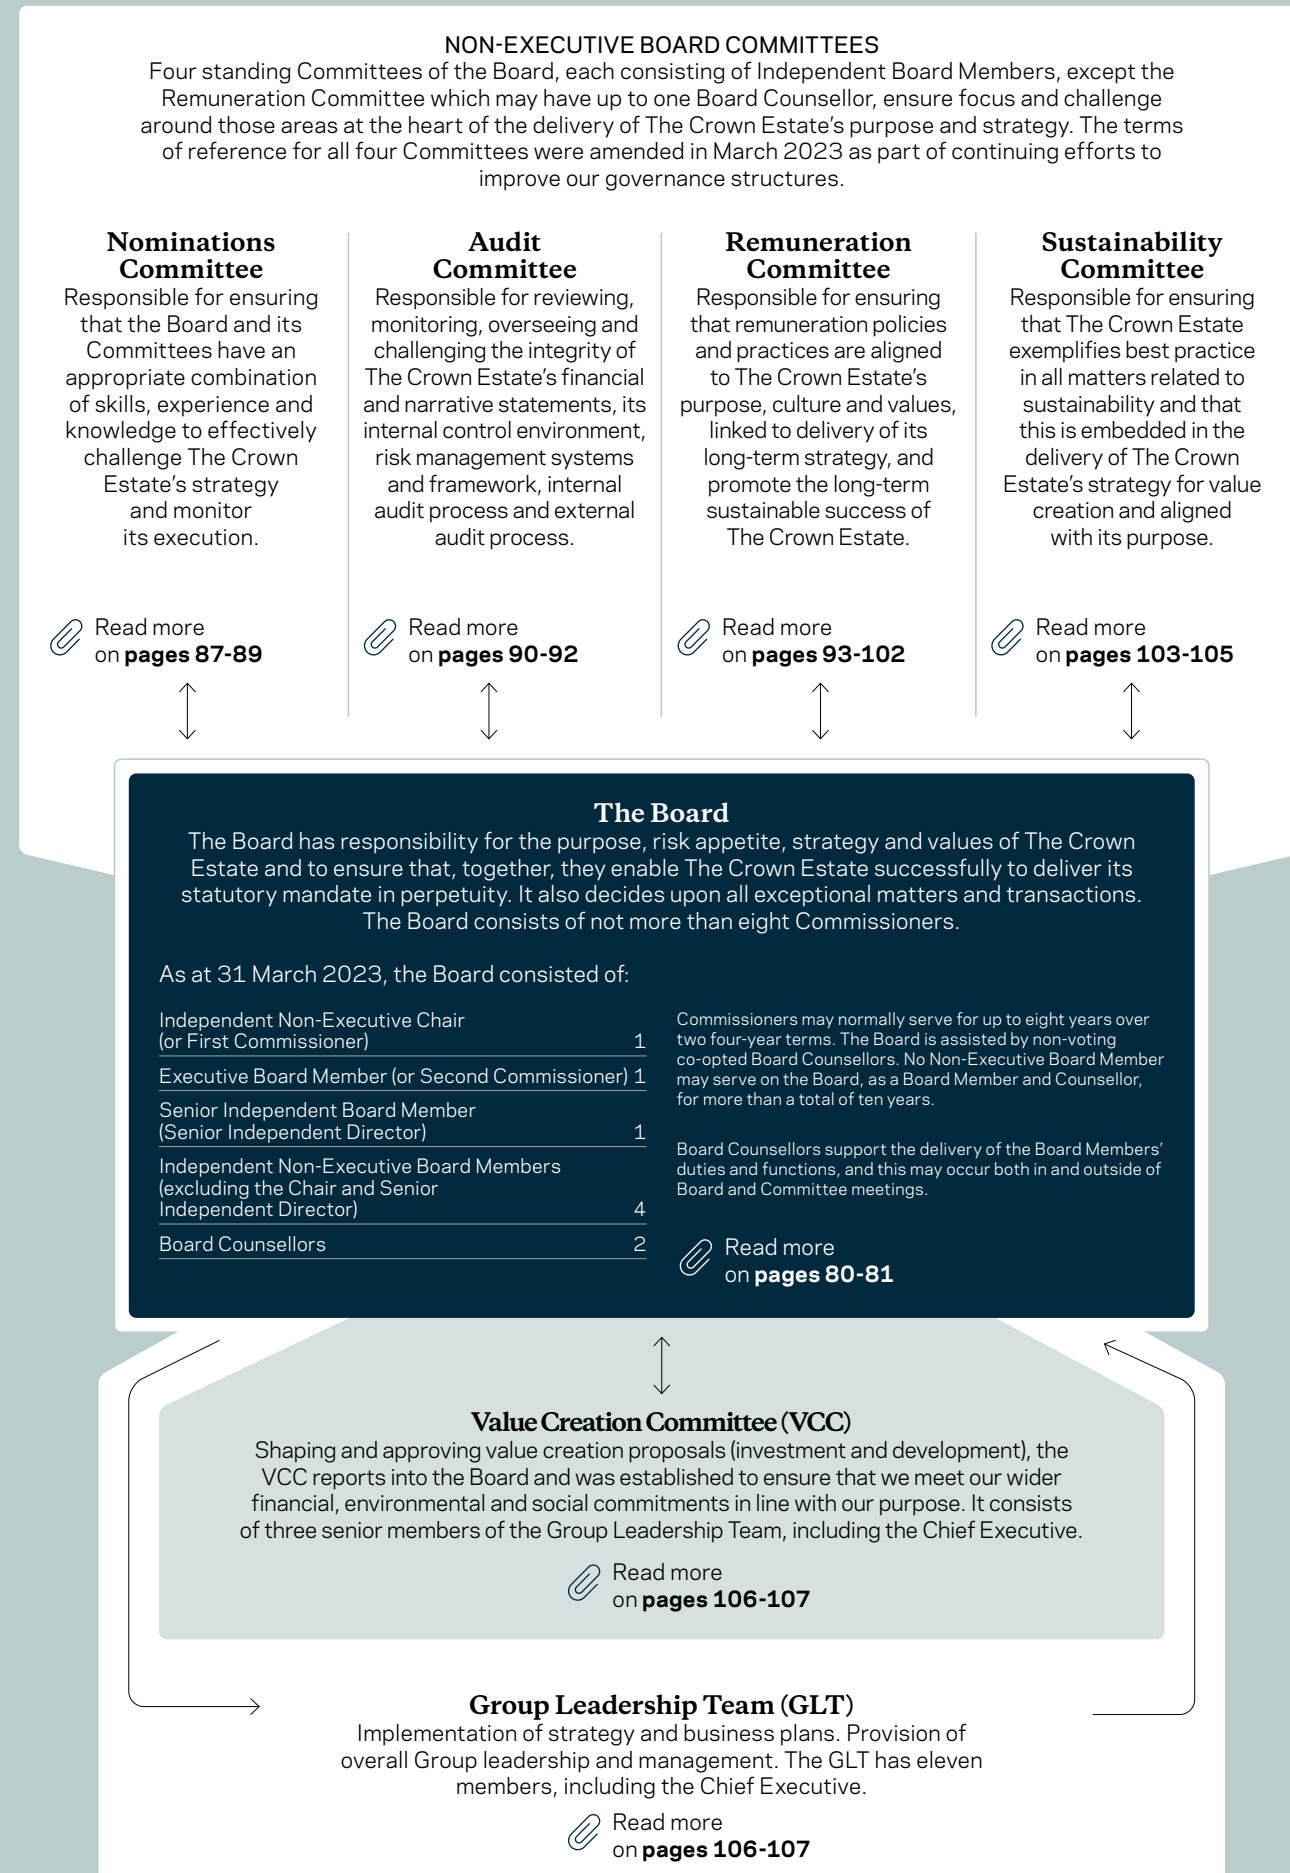 NON-EXECUTIVE BOARD COMMITTEES
Four standing Committees of the Board, each consisting of Independent Board Members, except the
Remuneration Committee which may have up to one Board Counsellor, ensure focus and challenge
around those areas at the heart of the delivery of The Crown Estate’s purpose and strategy. The terms
of reference for all four Committees were amended in March 2023 as part of continuing efforts to
improve our governance structures.
Nominations
Committee
Responsible for ensuring
that the Board and its
Committees have an
appropriate combination
of skills, experience and
knowledge to effectively
challenge The Crown
Estate’s strategy
and monitor
its execution.
Read more
on pages 87-89
Audit
Committee
Responsible for reviewing,
monitoring, overseeing and
challenging the integrity of
The Crown Estate’s financial
and narrative statements, its
internal control environment,
risk management systems
and framework, internal
audit process and external
audit process.
Read more
on pages 90-92
Remuneration
Committee
Responsible for ensuring
that remuneration policies
and practices are aligned
to The Crown Estate’s
purpose, culture and values,
linked to delivery of its
long-term strategy, and
promote the long-term
sustainable success of
The Crown Estate.
Read more
on pages 93-102
Sustainability
Committee
Responsible for ensuring
that The Crown Estate
exemplifies best practice
in all matters related to
sustainability and that
this is embedded in the
delivery of The Crown
Estate’s strategy for value
creation and aligned
with its purpose.
Read more
on pages 103-105
The Board
The Board has responsibility for the purpose, risk appetite, strategy and values of The Crown
Estate and to ensure that, together, they enable The Crown Estate successfully to deliver its
statutory mandate in perpetuity. It also decides upon all exceptional matters and transactions.
The Board consists of not more than eight Commissioners.
As at 31 March 2023, the Board consisted of:
Independent Non-Executive Chair
(or First Commissioner) 1
Executive Board Member (or Second Commissioner) 1
Senior Independent Board Member
(Senior Independent Director) 1
Independent Non-Executive Board Members
(excluding the Chair and Senior
Independent Director) 4
Board Counsellors 2
Commissioners may normally serve for up to eight years over
two four-year terms. The Board is assisted by non-voting
co-opted Board Counsellors. No Non-Executive Board Member
may serve on the Board, as a Board Member and Counsellor,
for more than a total of ten years.
Board Counsellors support the delivery of the Board Members’
duties and functions, and this may occur both in and outside of
Board and Committee meetings.
Read more
on pages 80-81
Value Creation Committee (VCC)
Shaping and approving value creation proposals (investment and development), the
VCC reports into the Board and was established to ensure that we meet our wider
financial, environmental and social commitments in line with our purpose. It consists
of three senior members of the Group Leadership Team, including the Chief Executive.
Read more
on pages 106-107
Group Leadership Team (GLT)
Implementation of strategy and business plans. Provision of
overall Group leadership and management. The GLT has eleven
members, including the Chief Executive.
Read more
on pages 106-107